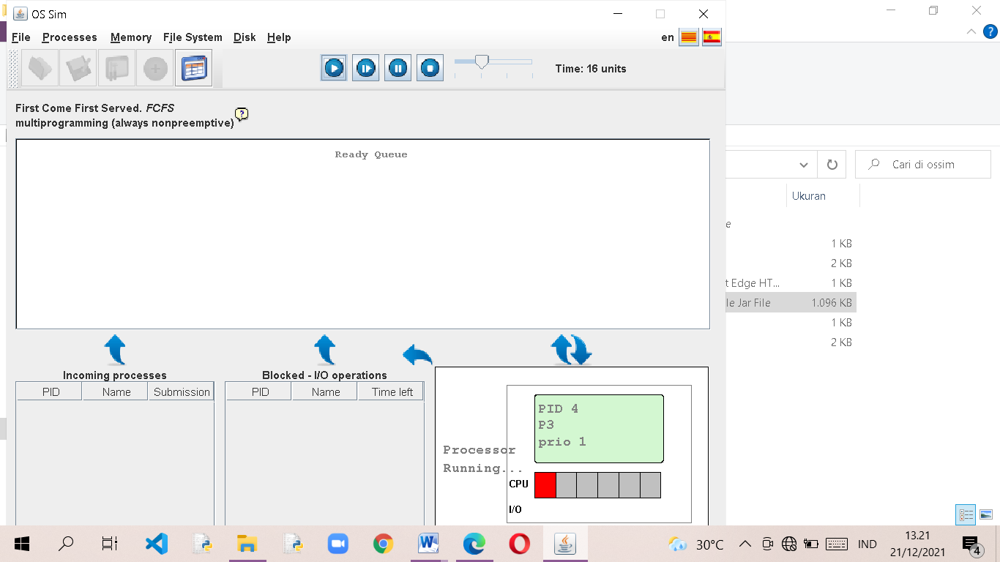 OS Sim
File Processes Memory File System Disk Help en
Time: 16 units
First Come First Served. FCFS
multiprogramming (always nonpreemptive)
?
Ready Queue
Cari di ossim
Ukuran
e
1 KB
2 KB
t Edge HT... 1 KB
le Jar File 1.096 KB
1 KB
2 KB
Incoming processes
PID Name Submission
Blocked - I/O operations
PID Name Time left
Processor
Running...
PID 4
P3
prio 1
CPU
I/O
30°C IND 13.21
21/12/2021
4